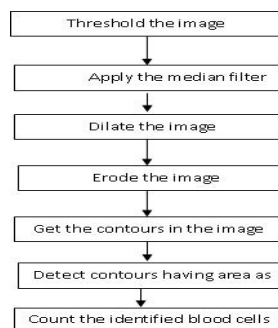 Threshold the image
Apply the median filter
Dilate the image
Erode the image
Get the contours in the image
Detect contours having area as
Count the identified blood cells